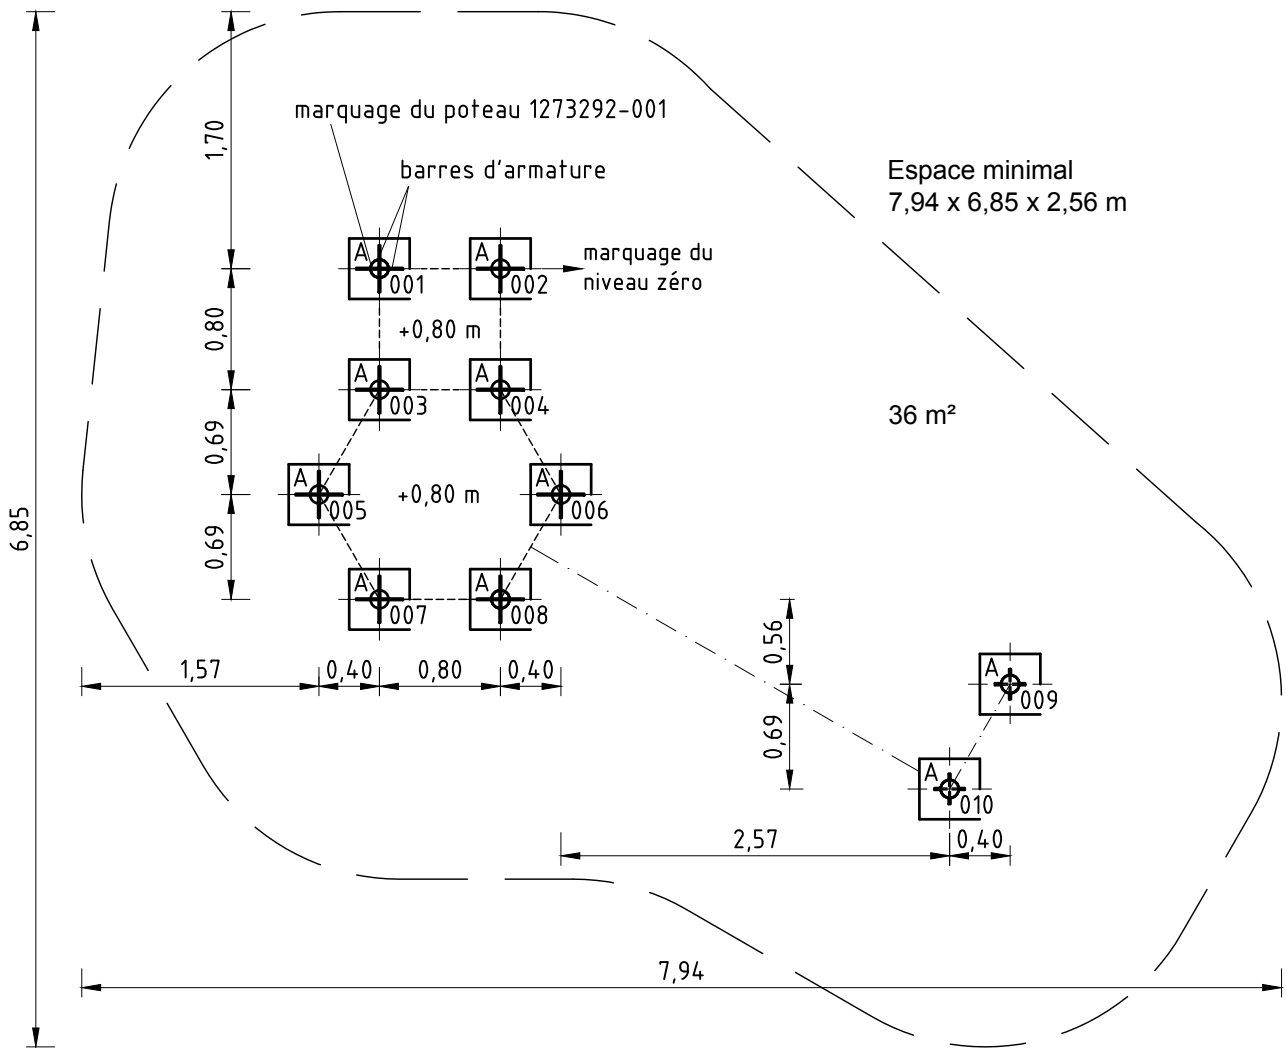 marquage du poteau 1273292-001
barres d'armature
Espace minimal
7,94 x 6,85 x 2,56 m
marquage du
niveau zéro
1,70
A
001
A
002
+0,80 m
0,80
A
003
A
004
36 m²
0,69
A
005
+0,80 m
A
006
6,85
0,69
A
007
A
008
1,57
0,40
0,80
0,40
0,56
A
009
0,69
A
010
2,57
0,40
7,94